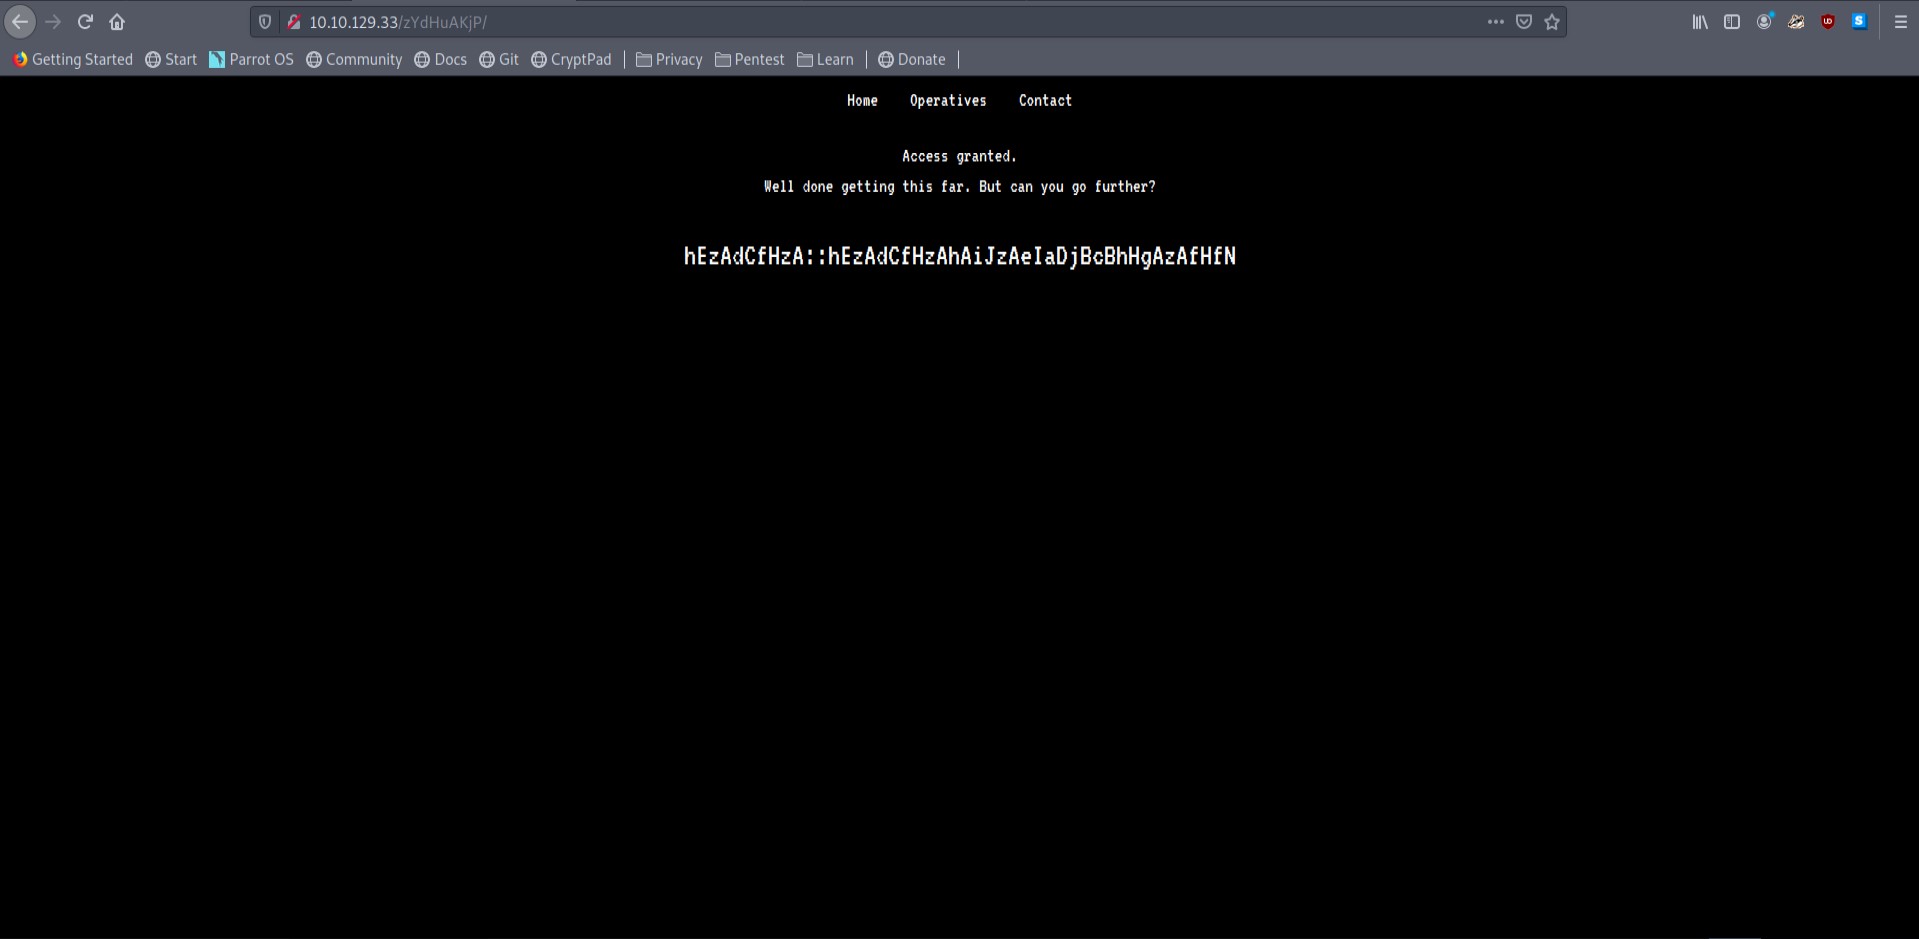 10.10.129.33/zYdHuAKjP/
Getting Started Start Parrot OS Community Docs Git CryptPad Privacy Pentest Learn Donate
Home Operatives Contact
Access granted.
Well done getting this far. But can you go further?
hEzAdCfHzA::hEzAdCfHzAhAiJzAeIaDjBcBhHgAzAfHfN